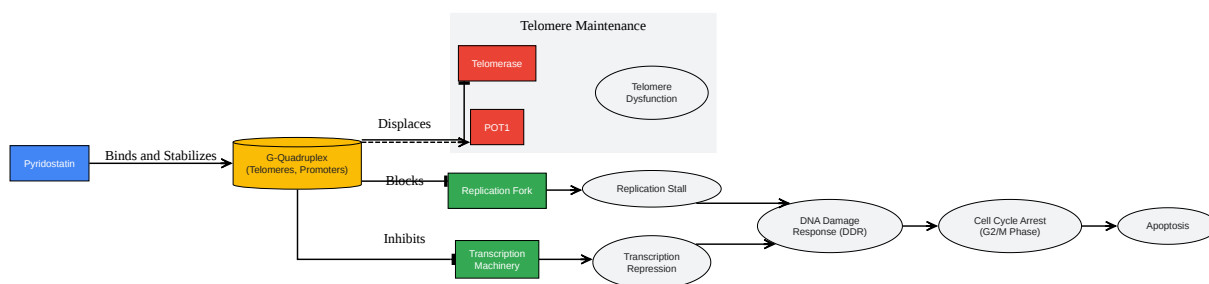 Telomere Maintenance
Telomerase
Telomere
Dysfunction
Displaces
POT1
Pyridostatin
Binds and Stabilizes
G-Quadruplex
(Telomeres, Promoters)
Blocks
Replication Fork
Replication Stall
DNA Damage
Response (DDR)
Cell Cycle Arrest
(G2/M Phase)
Apoptosis
Inhibits
Transcription
Machinery
Transcription
Repression